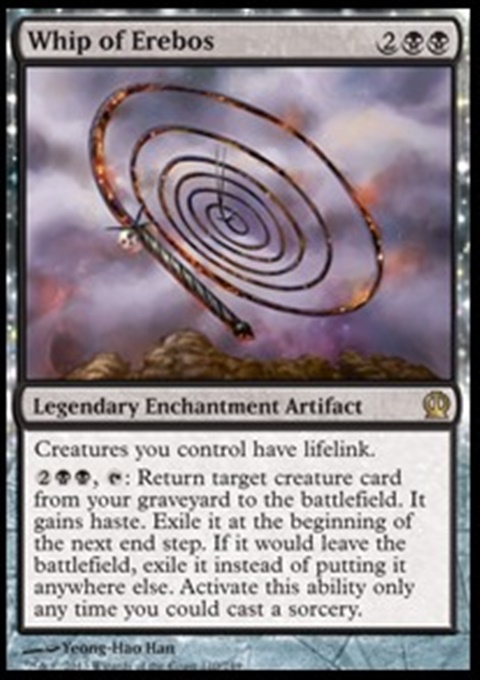 Whip of Erebos 2
Legendary Enchantment Artifact
Creatures you control have lifelink.
2, : Return target creature card
from your graveyard to the battlefield. It
gains haste. Exile it at the beginning of
the next end step. If it would leave the
battlefield, exile it instead of putting it
anywhere else. Activate this ability only
any time you could cast a sorcery.
Yeong-Hao Han